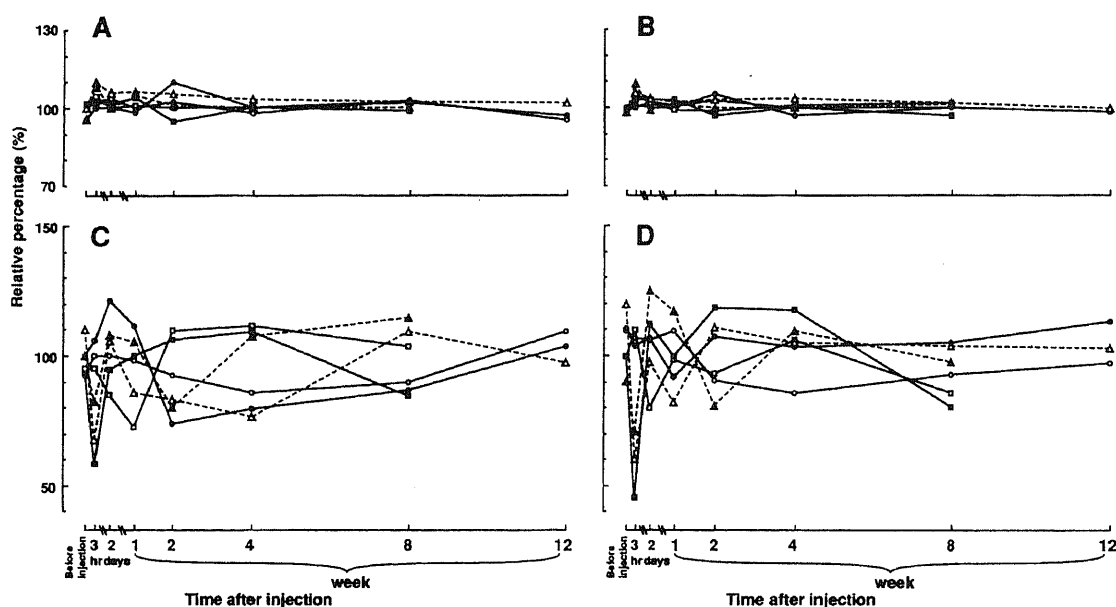 A
B
130
100
70
Relative percentage (%)
12
12
C
D
150
100
50
Before injection
3 hr
2 days
1
2
4
8
12
week
Time after injection
Before injection
3 hr
2 days
1
2
4
8
12
week
Time after injection